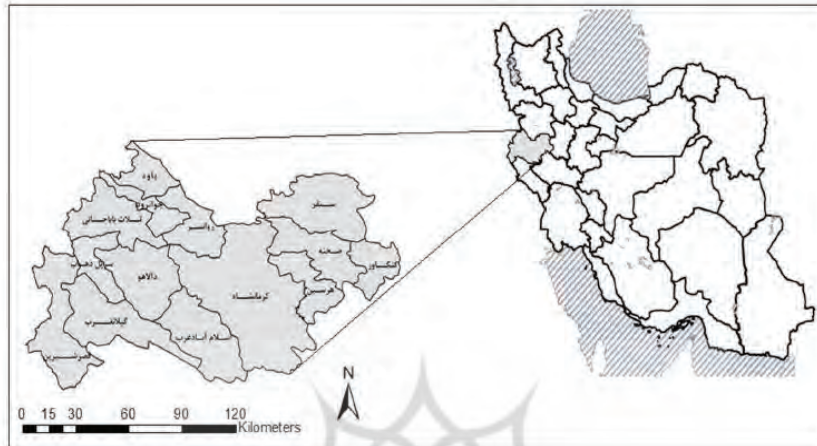 پاوه
جوانرود
ثلاث باباجانی
روانسر
سنقر
صحنه
کنگاور
سرپل ذهاب
دالاهو
هرسین
کرمانشاه
گیلانغرب
اسلام آبادغرب
قصرشیرین
N
0 15 30 60 90 120
Kilometers